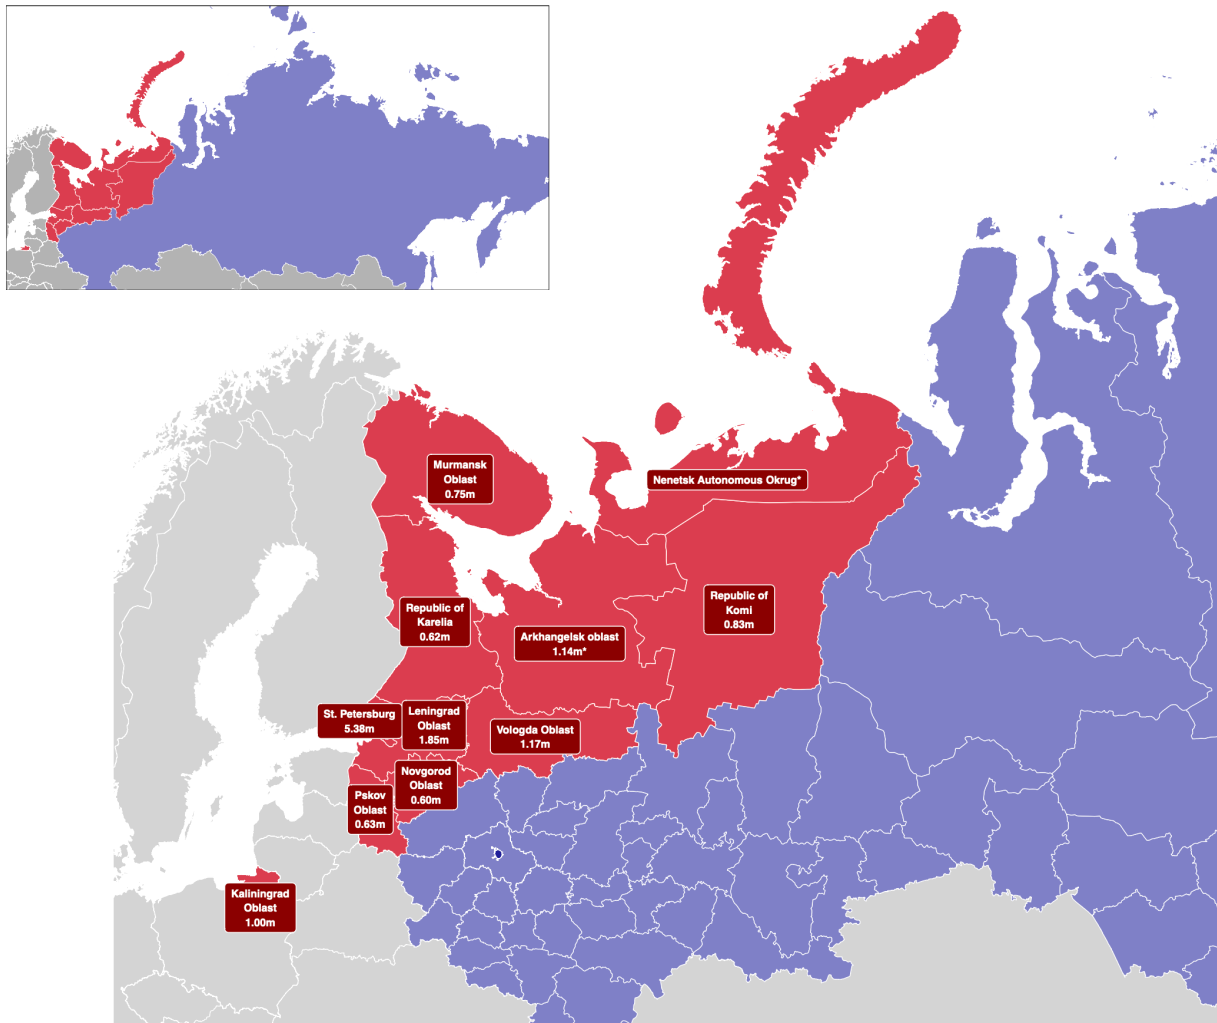 Murmansk
Oblast
0.75m
Nenetsk Autonomous Okrug*
Republic of
Komi
0.83m
Republic of
Karelia
0.62m
Arkhangelsk oblast
1.14m*
St. Petersburg
5.38m
Leningrad
Oblast
1.85m
Vologda Oblast
1.17m
Novgorod
Oblast
0.60m
Pskov
Oblast
0.63m
Kaliningrad
Oblast
1.00m